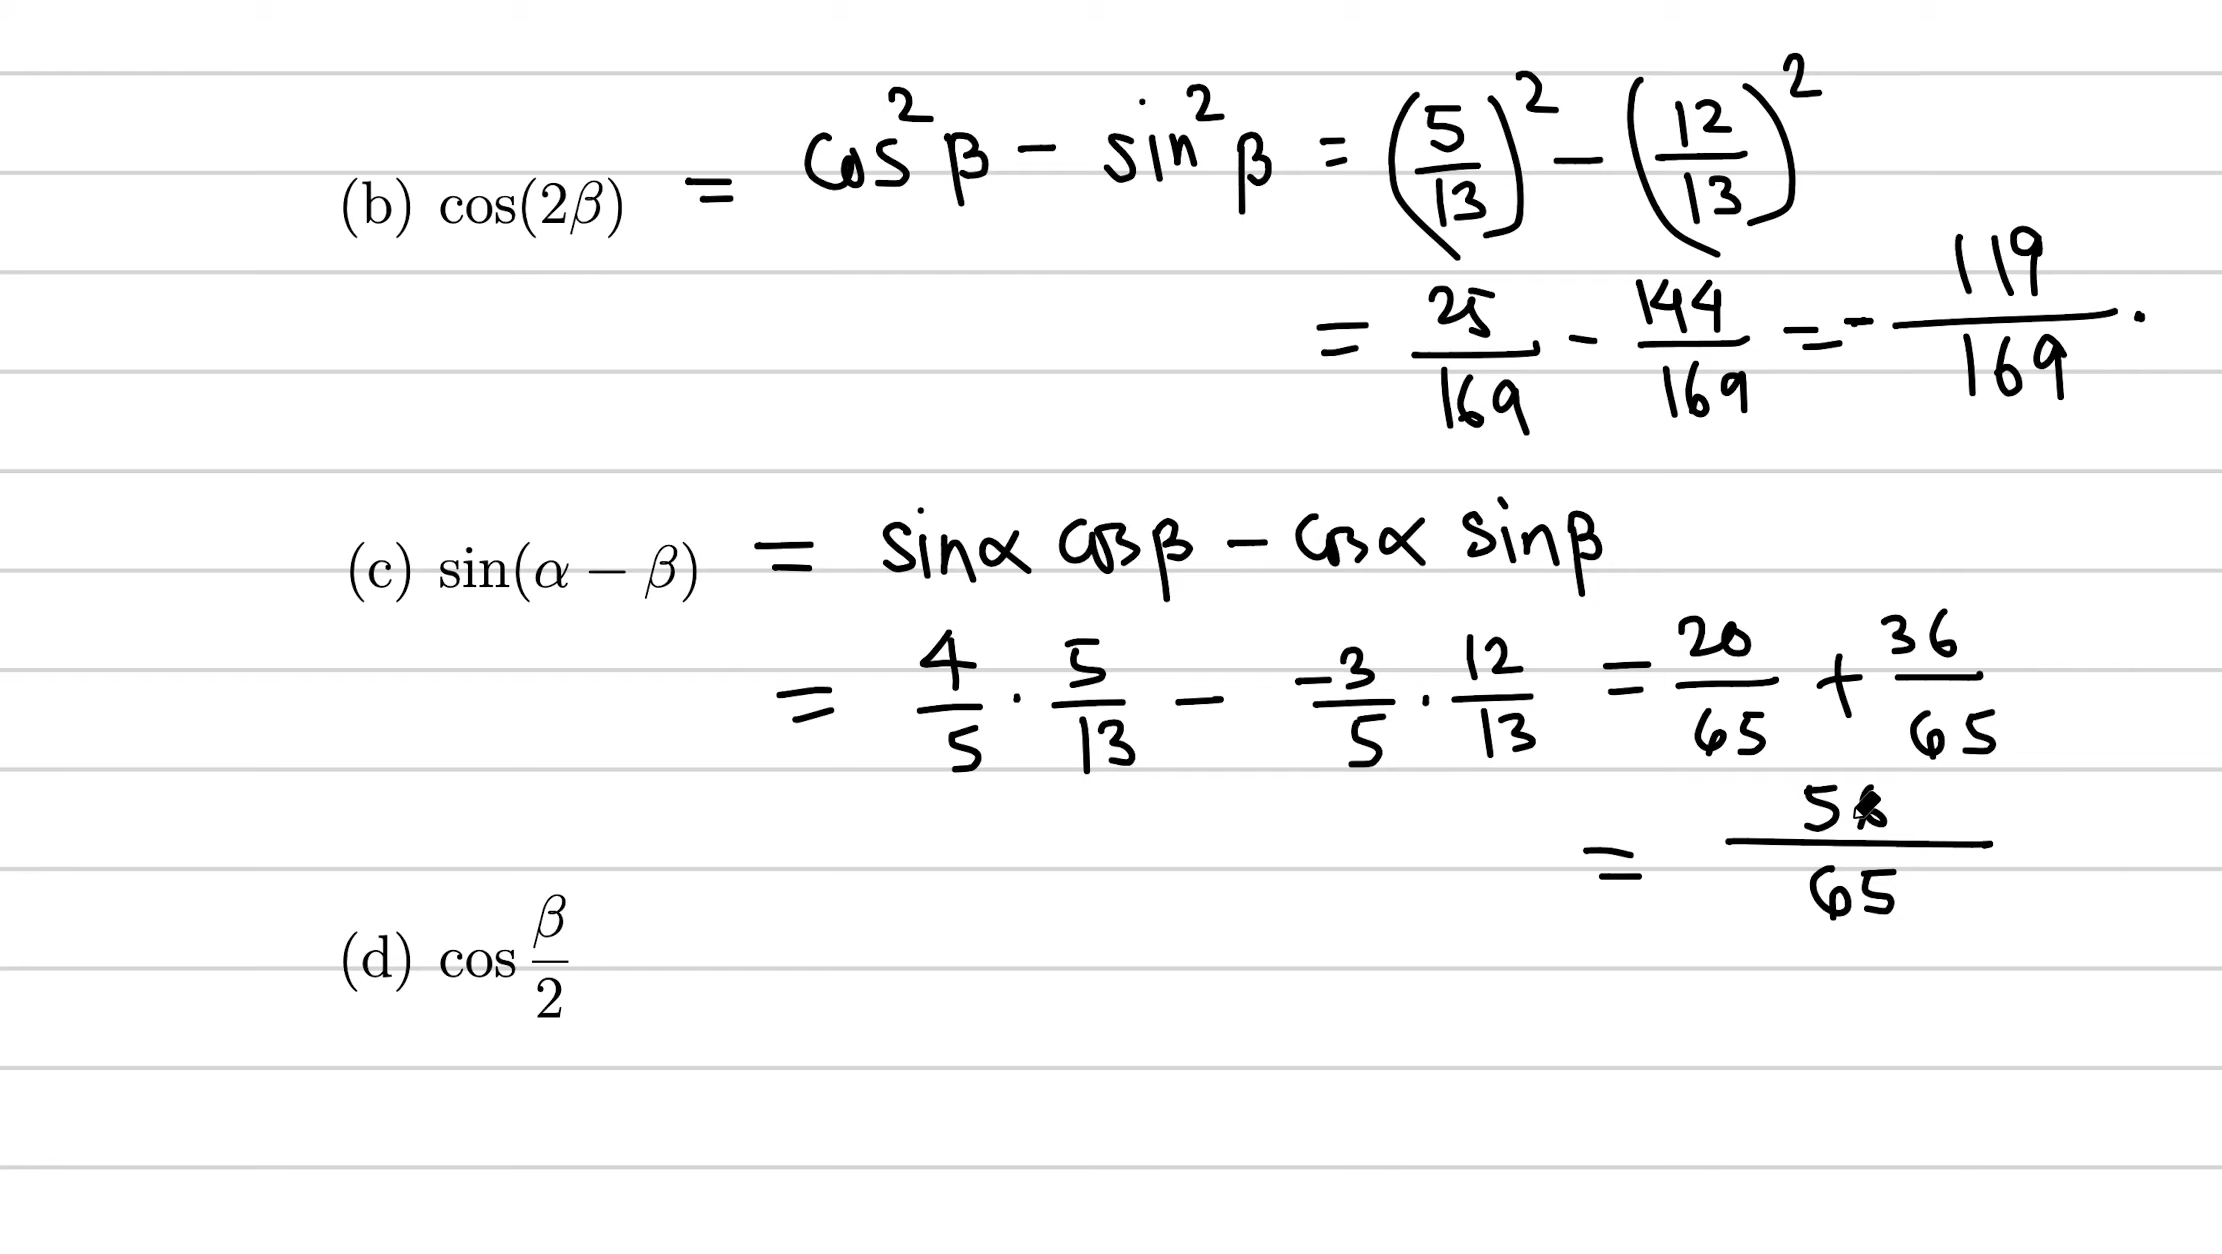 (b) cos(2β) = cos²β − sin²β = (5/13)² − (12/13)²
= 25/169 − 144/169 = − 119/169 .
(c) sin(α − β) = sinα cosβ − cosα sinβ
= 4/5 · 5/13 − −3/5 · 12/13 = 20/65 + 36/65
= 56/65
(d) cos β/2